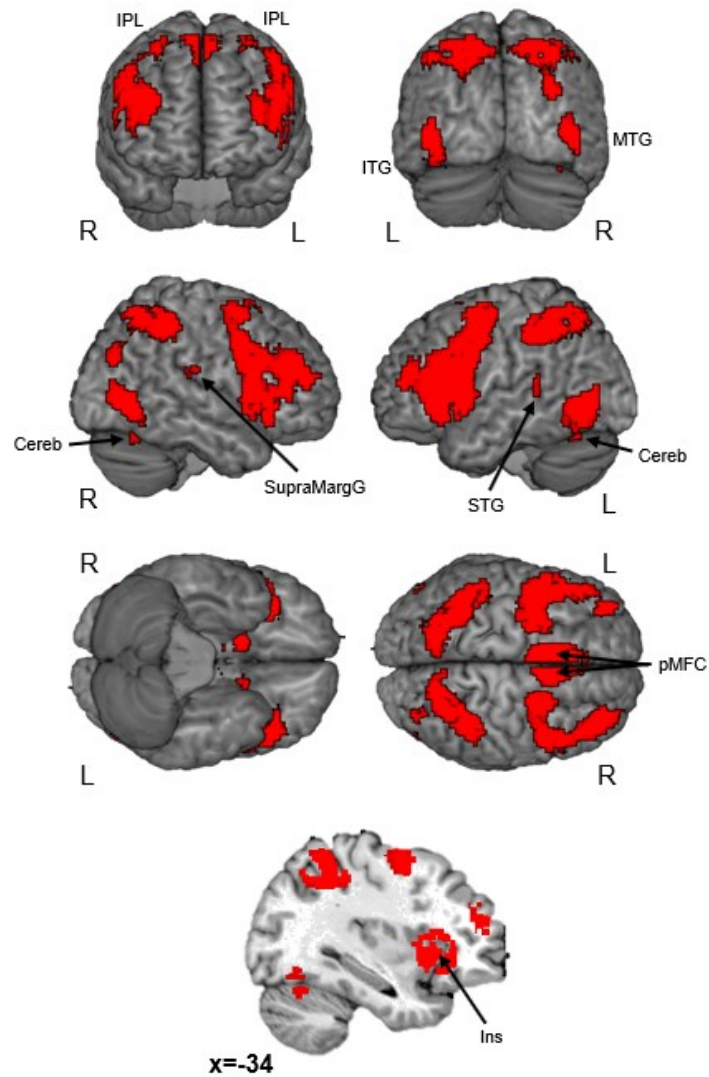 IPL IPL
ITG MTG
R L L R
Cereb SupraMargG STG Cereb
R L
R L
pMFC
L R
Ins
x=-34